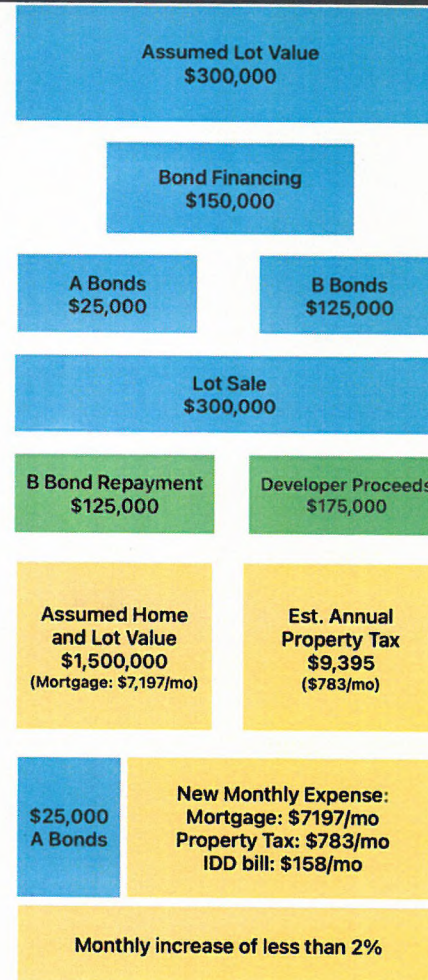 Assumed Lot Value
$300,000
Bond Financing
$150,000
A Bonds
$25,000
B Bonds
$125,000
Lot Sale
$300,000
B Bond Repayment
$125,000
Developer Proceeds
$175,000
Assumed Home
and Lot Value
$1,500,000
(Mortgage: $7,197/mo)
Est. Annual
Property Tax
$9,395
($783/mo)
$25,000
A Bonds
New Monthly Expense:
Mortgage: $7197/mo
Property Tax: $783/mo
IDD bill: $158/mo
Monthly increase of less than 2%